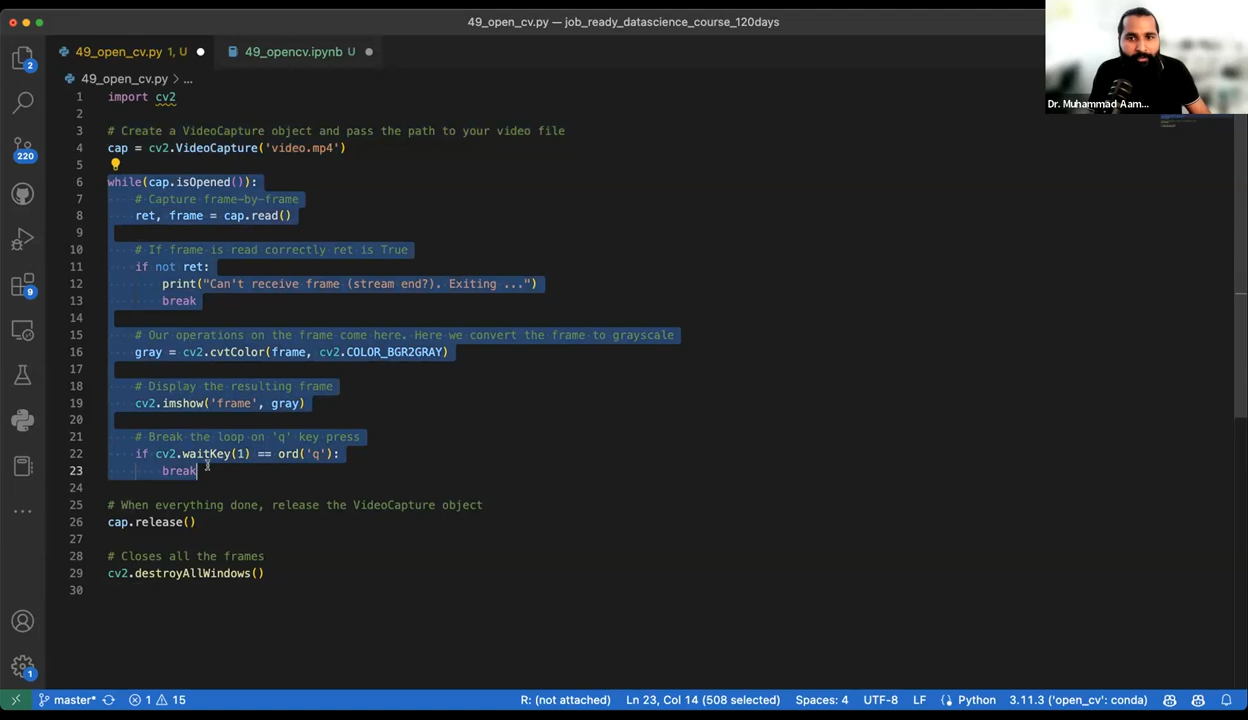 49_open_cv.py — job_ready_datascience_course_120days
49_open_cv.py 1, U
49_opencv.ipynb U
49_open_cv.py > ...
Dr. Muhammad Aam...
2
220
9
1
1 import cv2
2
3 # Create a VideoCapture object and pass the path to your video file
4 cap = cv2.VideoCapture('video.mp4')
5
6 while(cap.isOpened()):
7 # Capture frame-by-frame
8 ret, frame = cap.read()
9
10 # If frame is read correctly ret is True
11 if not ret:
12 print("Can't receive frame (stream end?). Exiting ...")
13 break
14
15 # Our operations on the frame come here. Here we convert the frame to grayscale
16 gray = cv2.cvtColor(frame, cv2.COLOR_BGR2GRAY)
17
18 # Display the resulting frame
19 cv2.imshow('frame', gray)
20
21 # Break the loop on 'q' key press
22 if cv2.waitKey(1) == ord('q'):
23 break
24
25 # When everything done, release the VideoCapture object
26 cap.release()
27
28 # Closes all the frames
29 cv2.destroyAllWindows()
30
master* 1 15 R: (not attached) Ln 23, Col 14 (508 selected) Spaces: 4 UTF-8 LF Python 3.11.3 ('open_cv': conda)